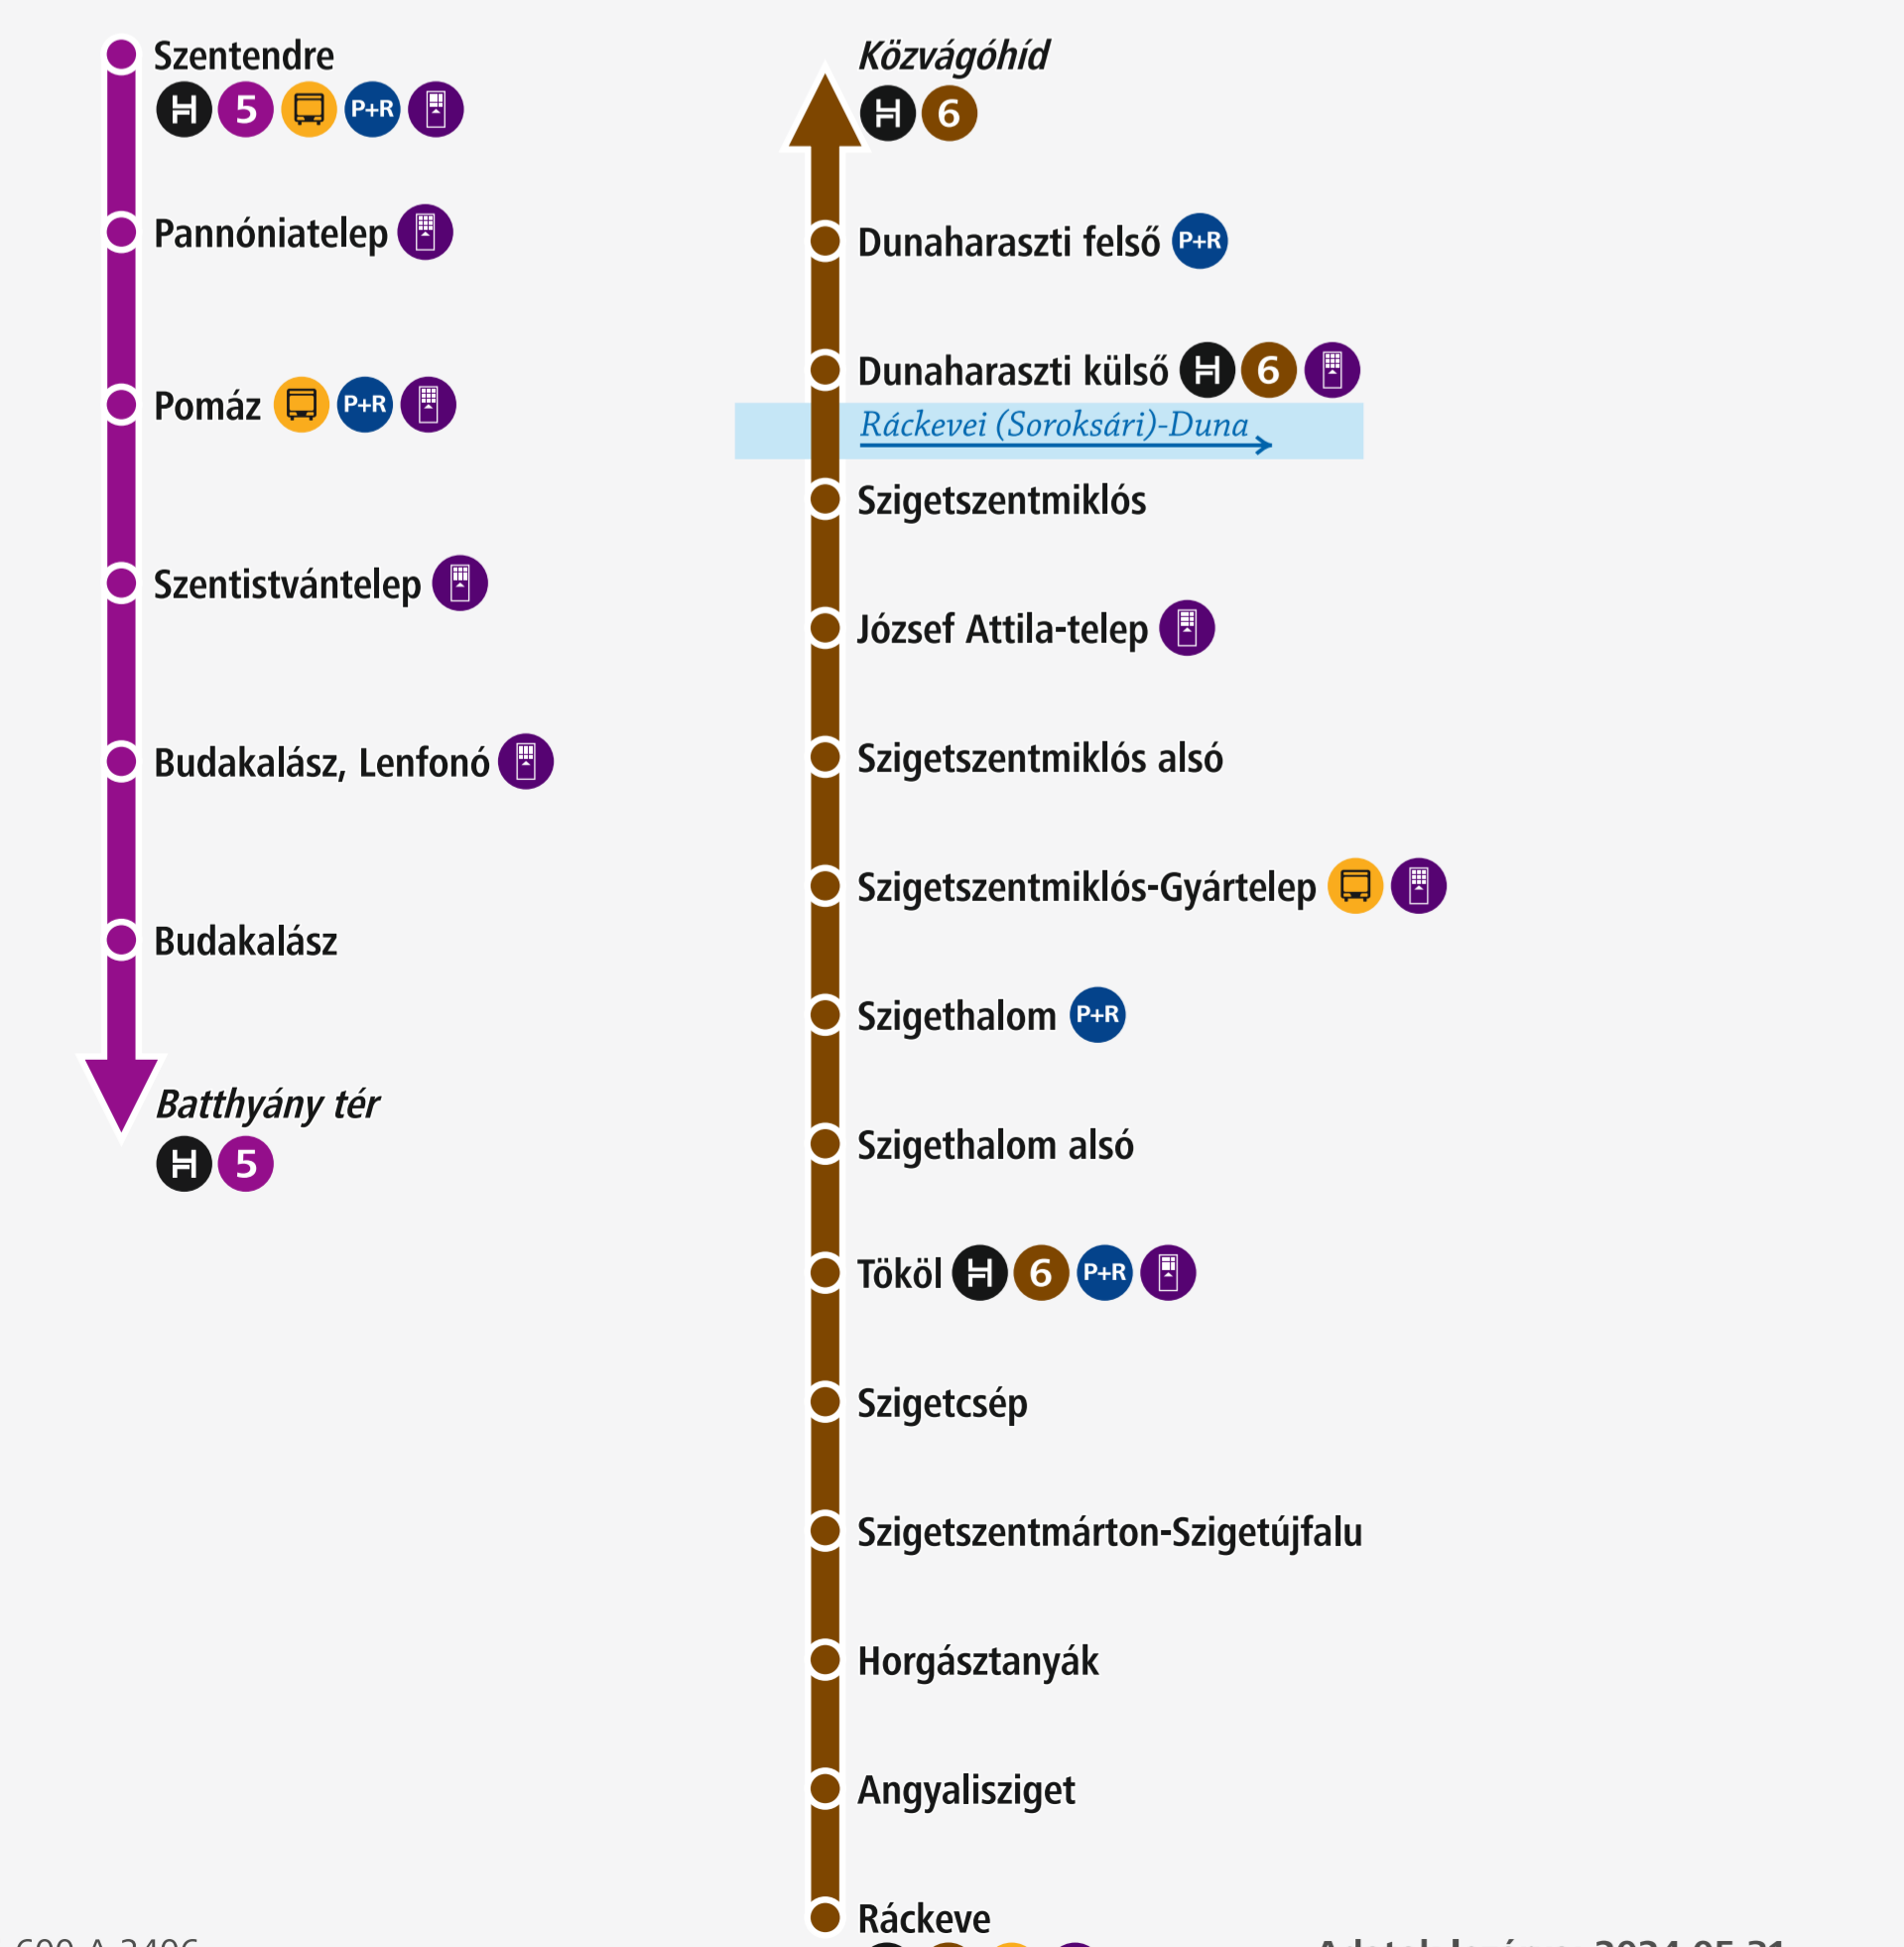 Szentendre
H 5 P+R
Pannóniatelep
Pomáz P+R
Szentistvántelep
Budakalász, Lenfonó
Budakalász
Batthyány tér
H 5
Közvágóhíd
H 6
Dunaharaszti felső P+R
Dunaharaszti külső H 6
Ráckevei (Soroksári)-Duna
Szigetszentmiklós
József Attila-telep
Szigetszentmiklós alsó
Szigetszentmiklós-Gyártelep
Szigethalom P+R
Szigethalom alsó
Tököl H 6 P+R
Szigetcsép
Szigetszentmárton-Szigetújfalu
Horgásztanyák
Angyalisziget
Ráckeve